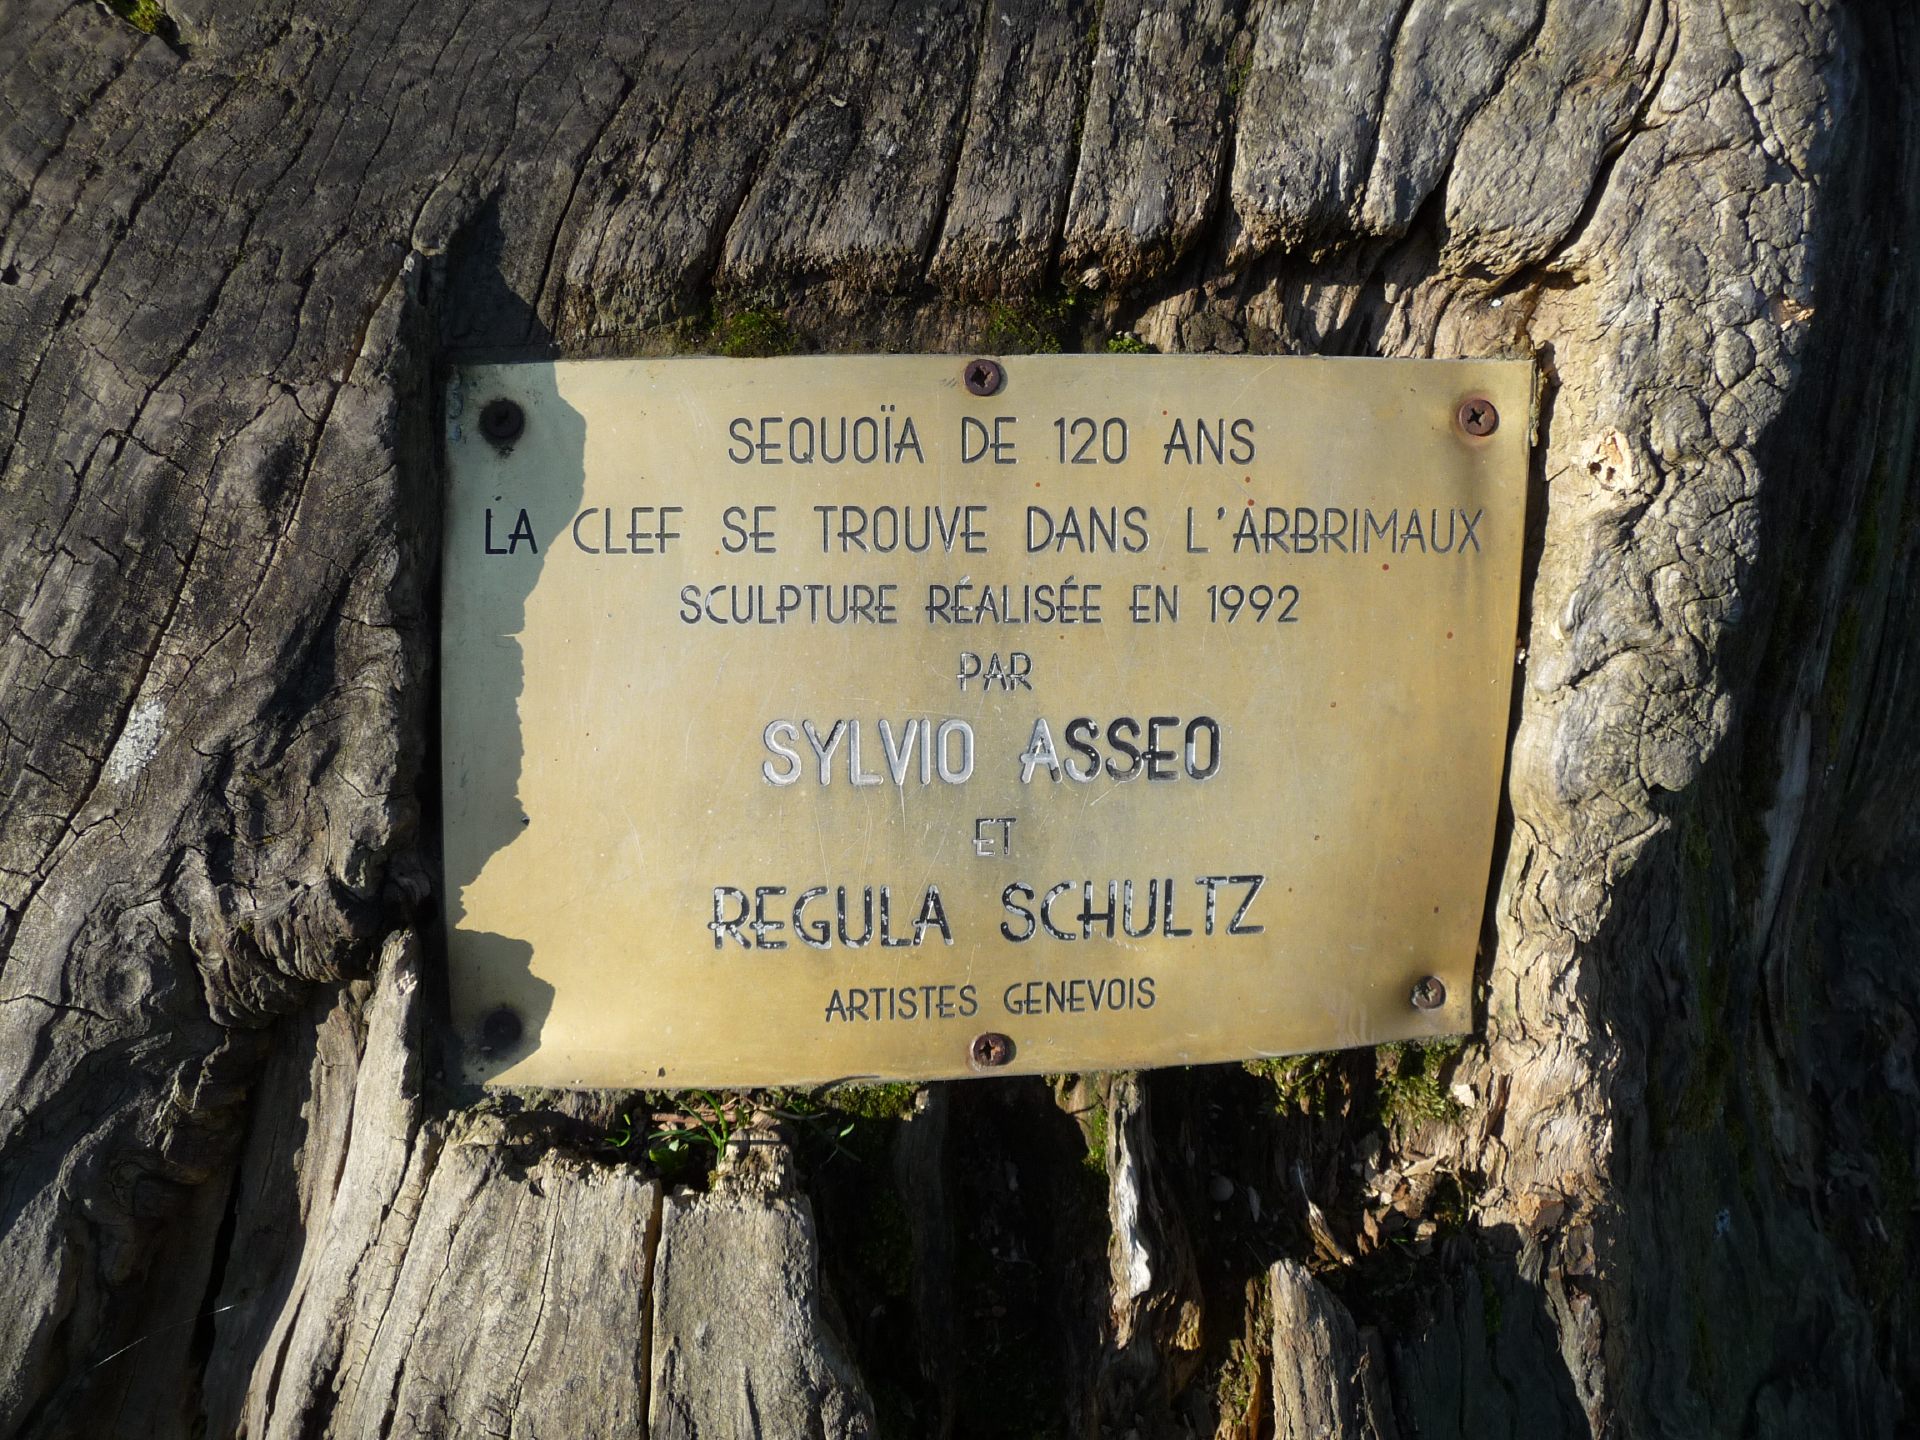 SEQUOÏA DE 120 ANS
LA CLEF SE TROUVE DANS L'ARBRIMAUX
SCULPTURE RÉALISÉE EN 1992
PAR
SYLVIO ASSEO
ET
REGULA SCHULTZ
ARTISTES GENEVOIS